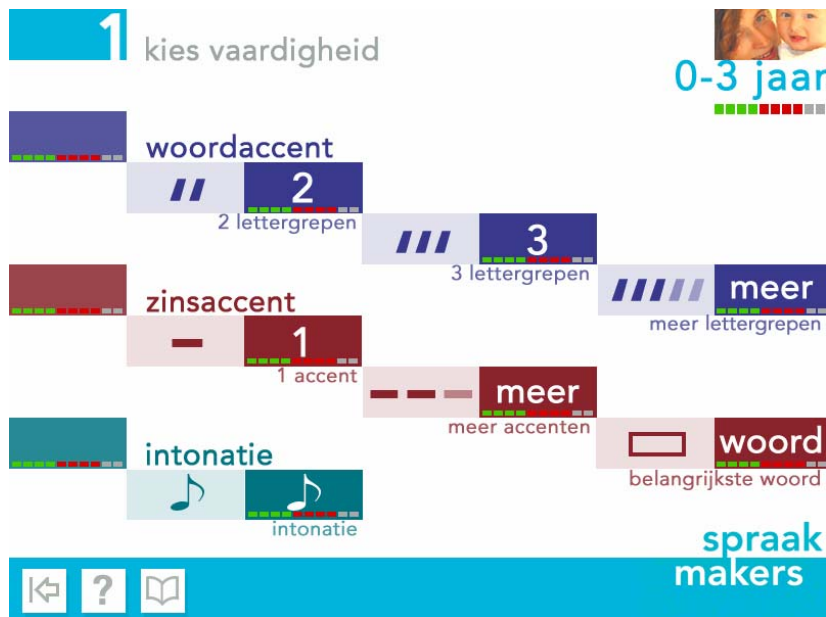 1 kies vaardigheid
0-3 jaar
woordaccent
2
2 lettergrepen
3
3 lettergrepen
meer
meer lettergrepen
zinsaccent
1
1 accent
meer
meer accenten
woord
belangrijkste woord
intonatie
intonatie
spraak
makers
?